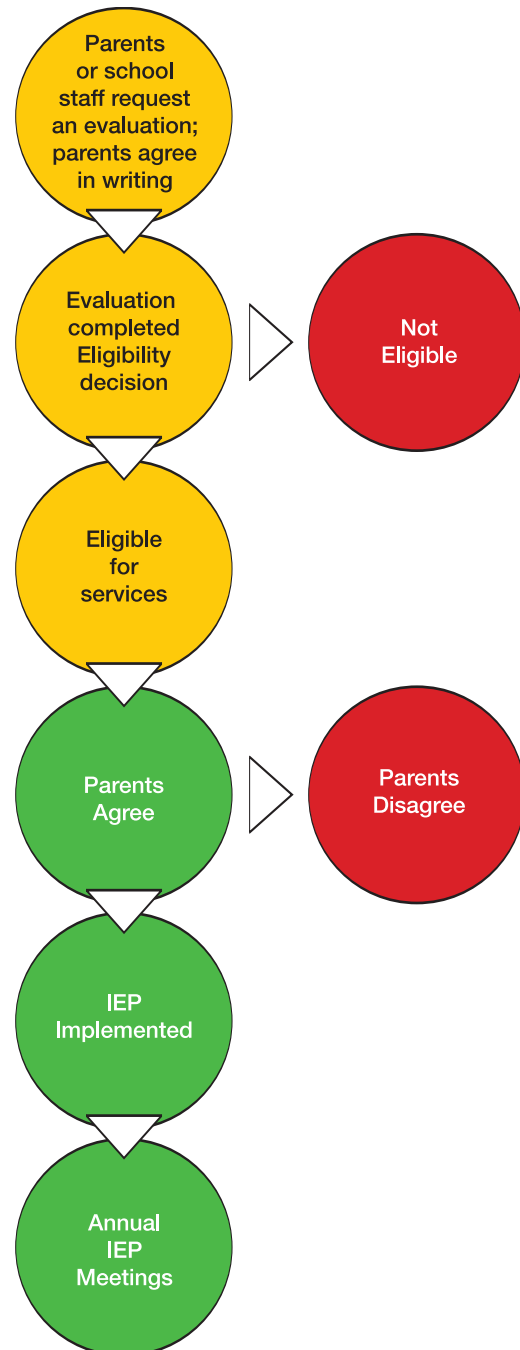 Parents
or school
staff request
an evaluation;
parents agree
in writing
Evaluation
completed
Eligibility
decision
Not
Eligible
Eligible
for
services
Parents
Agree
Parents
Disagree
IEP
Implemented
Annual
IEP
Meetings